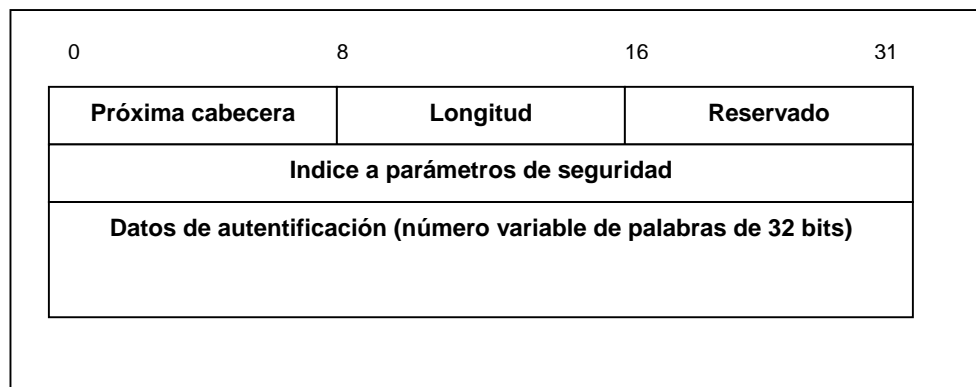 0 8 16 31
Próxima cabecera Longitud Reservado
Indice a parámetros de seguridad
Datos de autentificación (número variable de palabras de 32 bits)